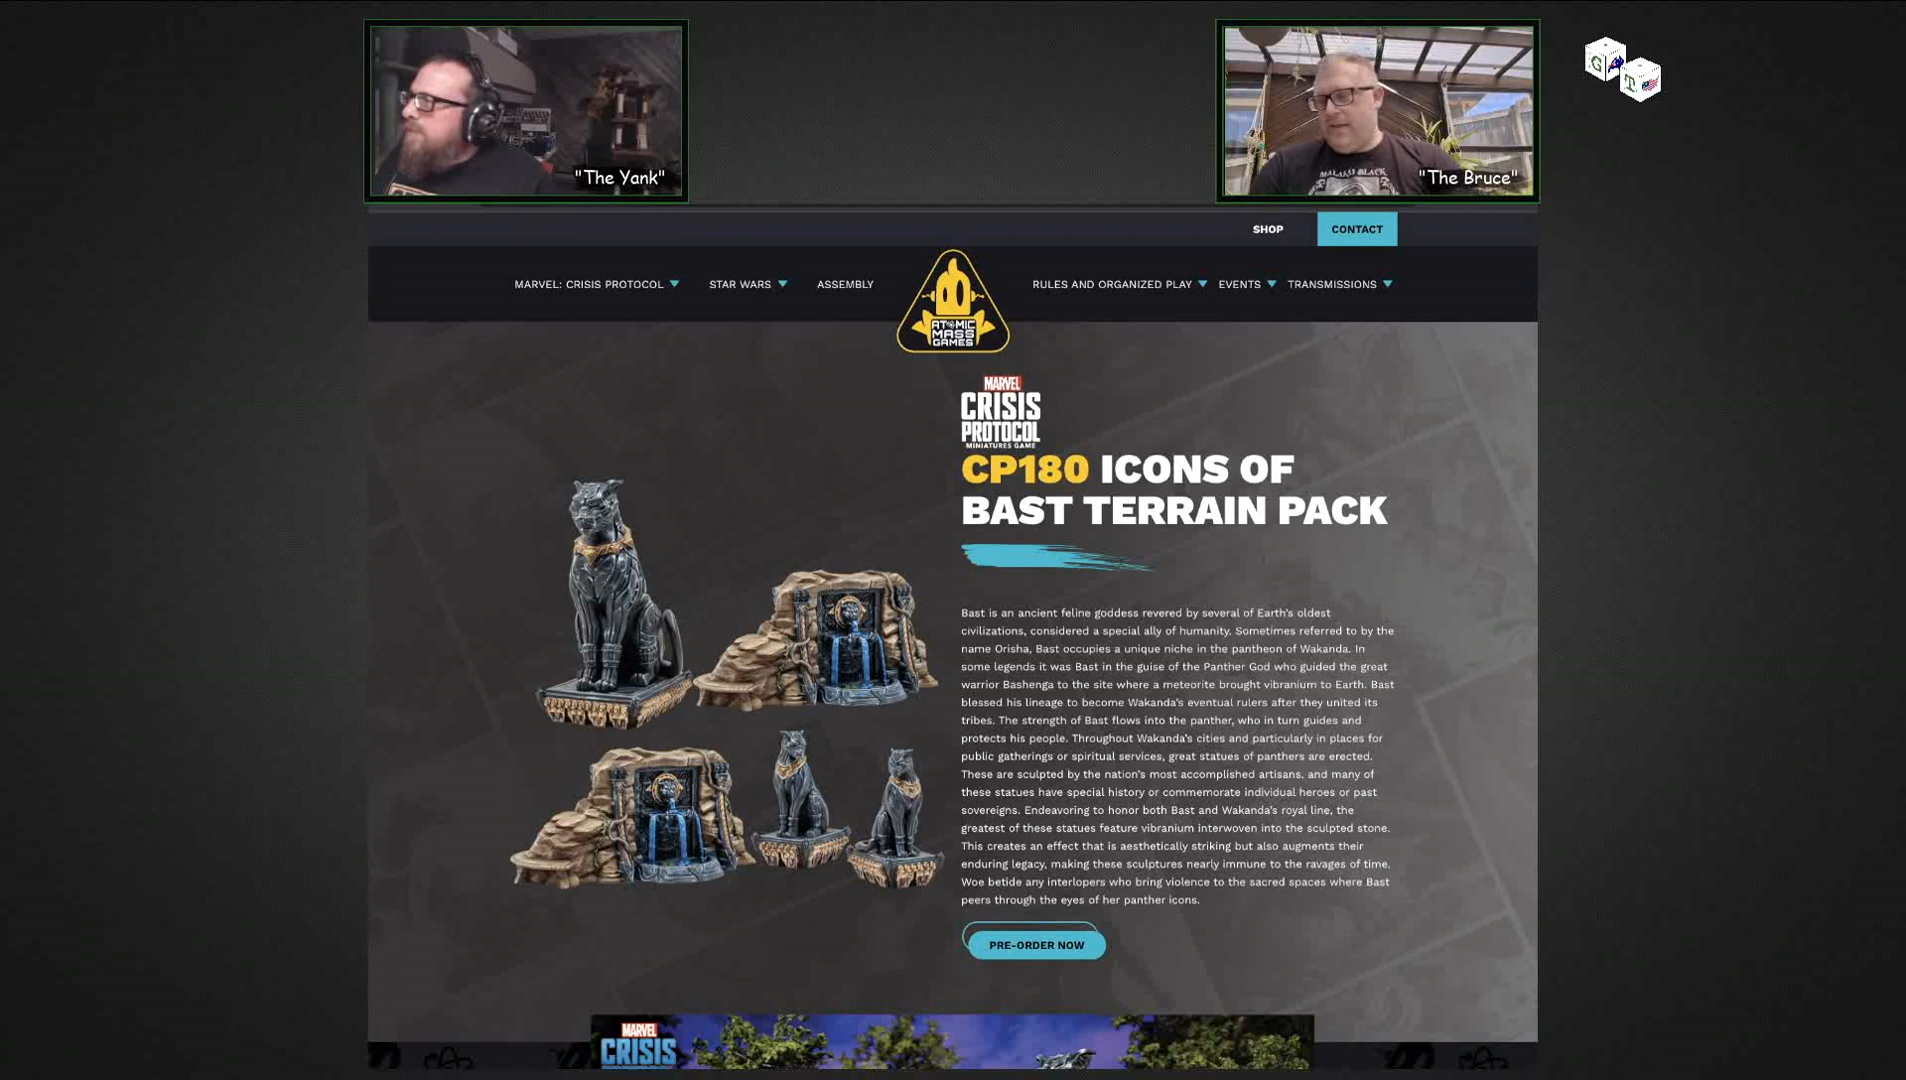 "The Yank"
MALAKAI BLACK
"The Bruce"
G
T
SHOP
CONTACT
MARVEL: CRISIS PROTOCOL
STAR WARS
ASSEMBLY
ATOMIC
MASS
GAMES
RULES AND ORGANIZED PLAY
EVENTS
TRANSMISSIONS
MARVEL
CRISIS
PROTOCOL
MINIATURES GAME
CP180 ICONS OF
BAST TERRAIN PACK
Bast is an ancient feline goddess revered by several of Earth's oldest
civilizations, considered a special ally of humanity. Sometimes referred to by the
name Orisha, Bast occupies a unique niche in the pantheon of Wakanda. In
some legends it was Bast in the guise of the Panther God who guided the great
warrior Bashenga to the site where a meteorite brought vibranium to Earth. Bast
blessed his lineage to become Wakanda's eventual rulers after they united its
tribes. The strength of Bast flows into the panther, who in turn guides and
protects his people. Throughout Wakanda's cities and particularly in places for
public gatherings or spiritual services, great statues of panthers are erected.
These are sculpted by the nation's most accomplished artisans, and many of
these statues have special history or commemorate individual heroes or past
sovereigns. Endeavoring to honor both Bast and Wakanda's royal line, the
greatest of these statues feature vibranium interwoven into the sculpted stone.
This creates an effect that is aesthetically striking but also augments their
enduring legacy, making these sculptures nearly immune to the ravages of time.
Woe betide any interlopers who bring violence to the sacred spaces where Bast
peers through the eyes of her panther icons.
PRE-ORDER NOW
MARVEL
CRISIS